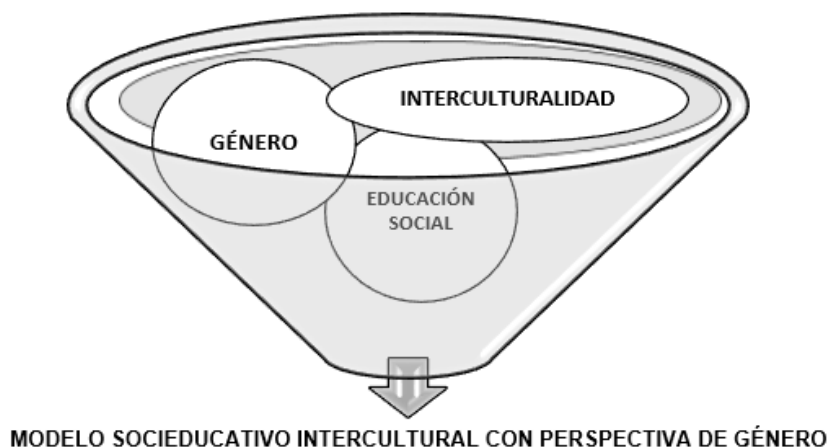 INTERCULTURALIDAD
GÉNERO
EDUCACIÓN
SOCIAL
MODELO SOCIEDUCATIVO INTERCULTURAL CON PERSPECTIVA DE GÉNERO